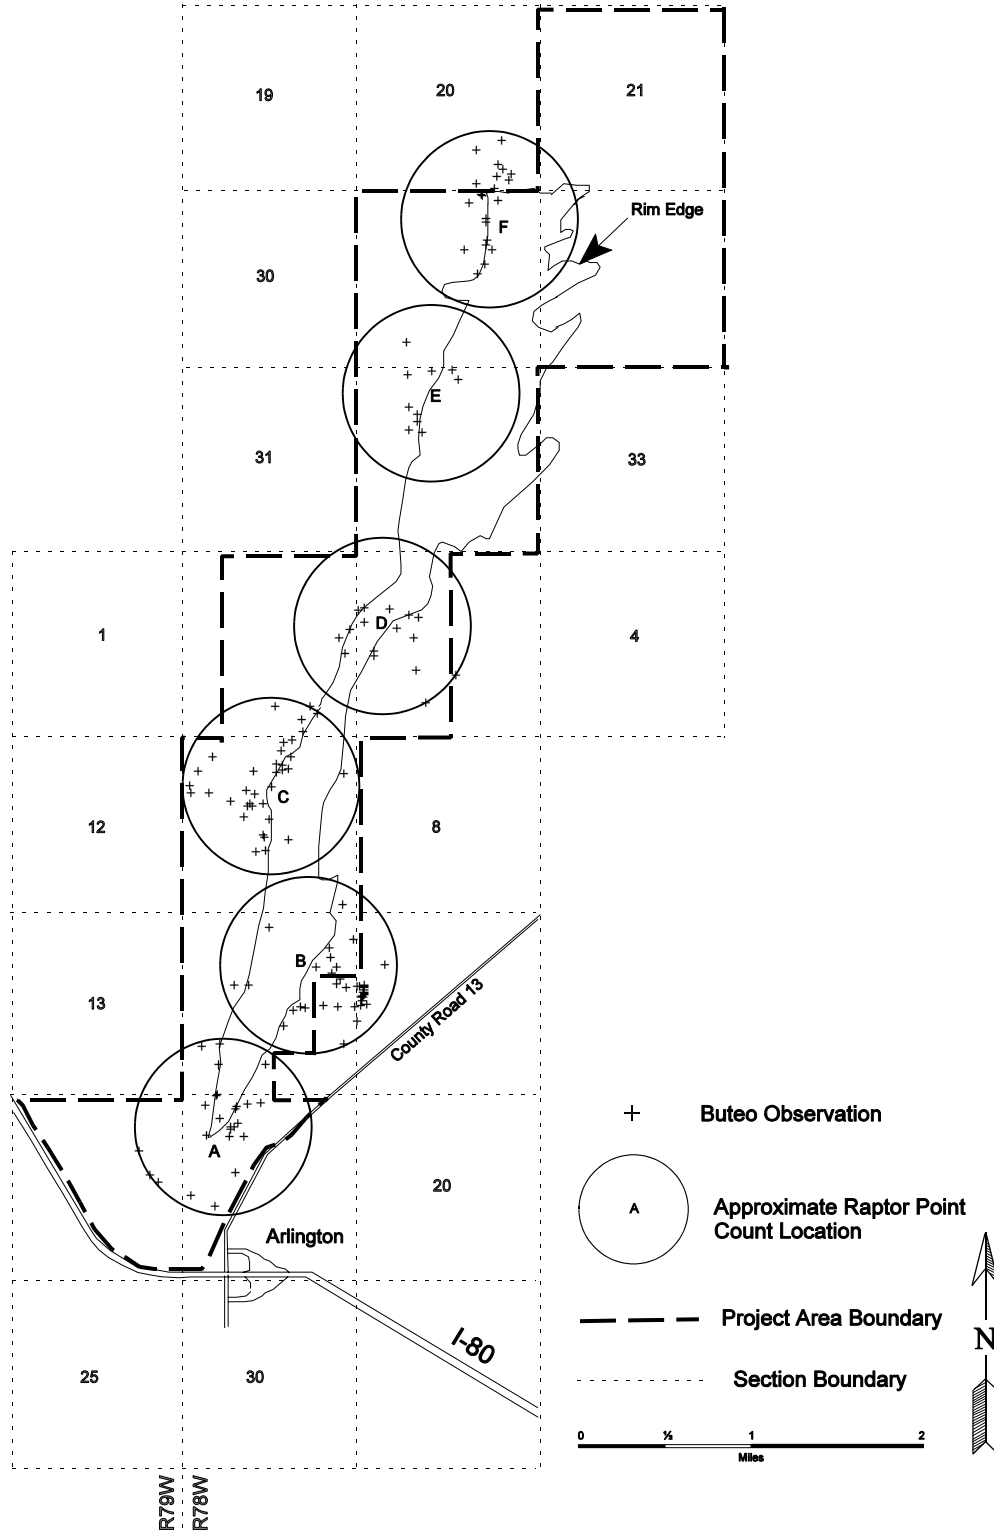 19
20
21
Rim Edge
F
30
E
31
33
1
D
4
C
12
8
B
13
County Road 13
A
Buteo Observation
20
A
Approximate Raptor Point
Count Location
Arlington
Project Area Boundary
N
I-80
25
30
Section Boundary
0
½
1
2
Miles
R79W
R78W